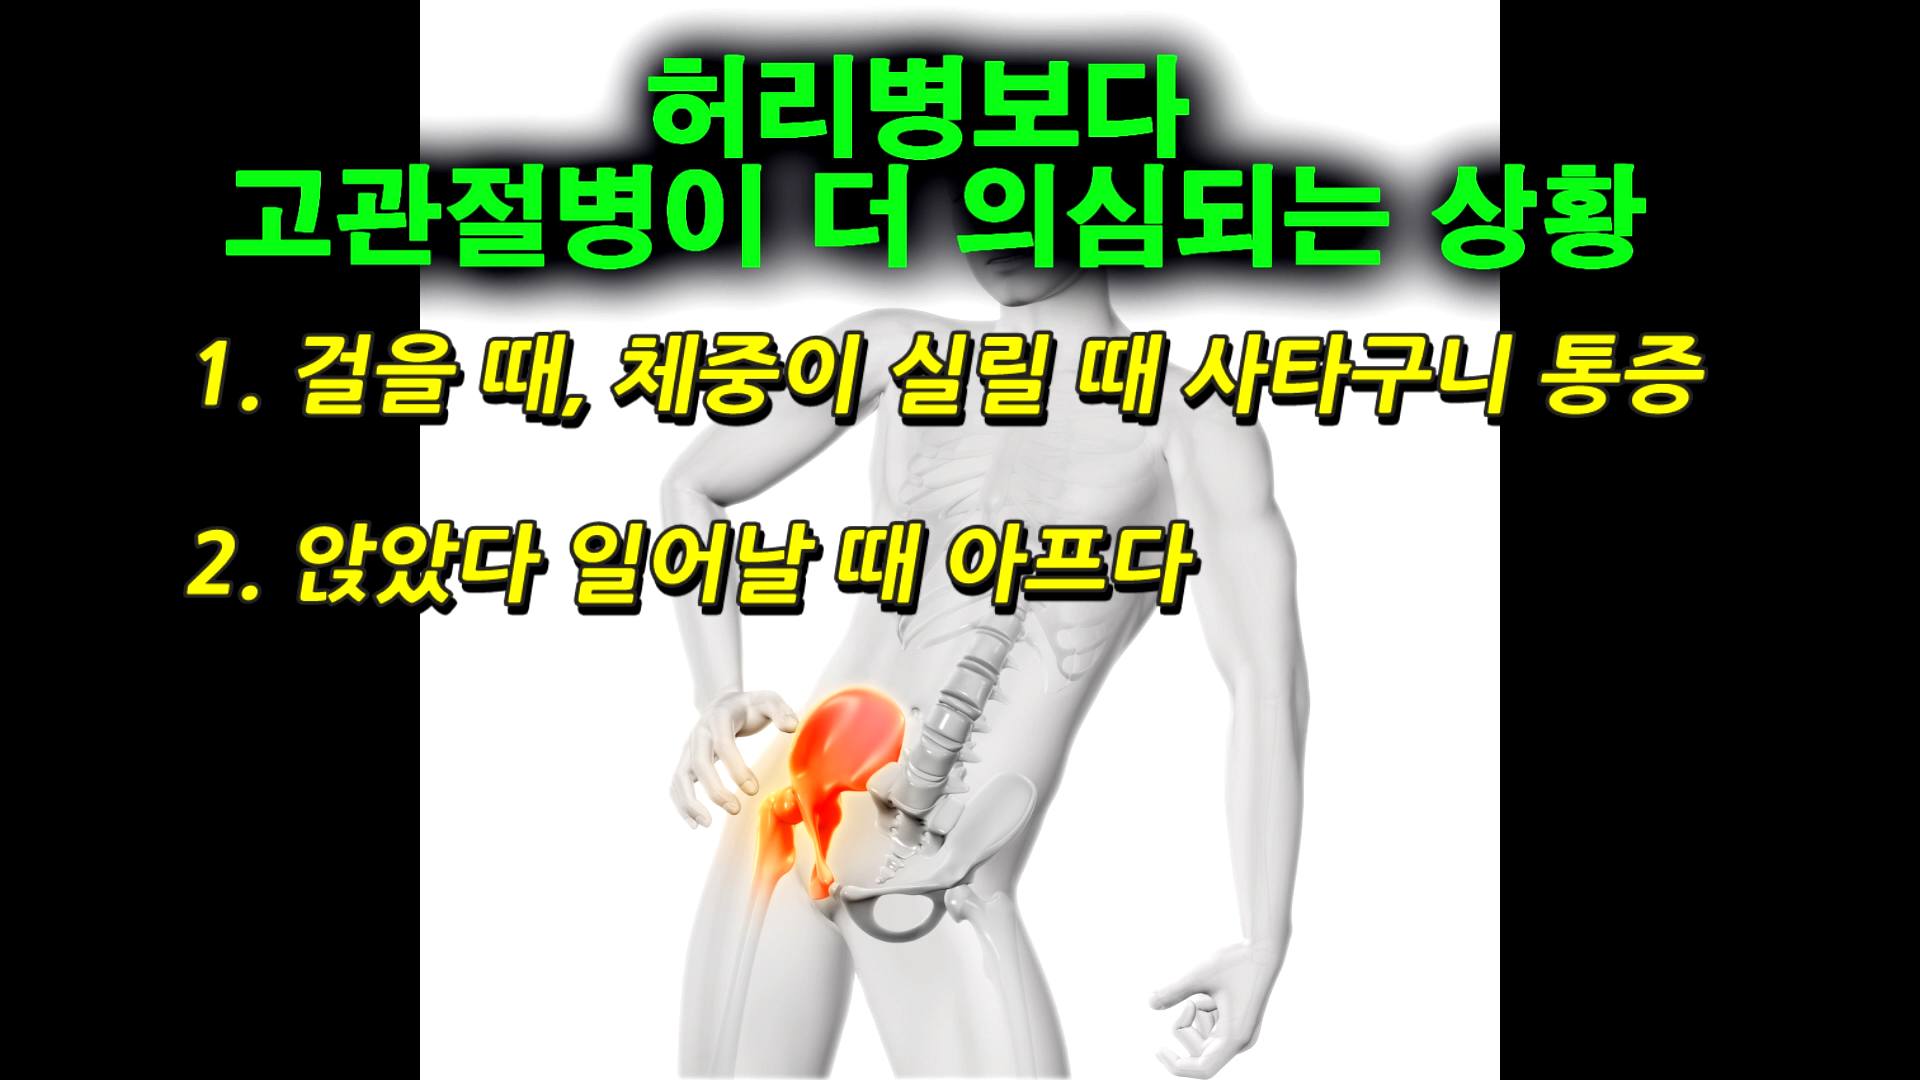 허리병보다
고관절병이 더 의심되는 상황
1. 걸을 때, 체중이 실릴 때 사타구니 통증
2. 앉았다 일어날 때 아프다